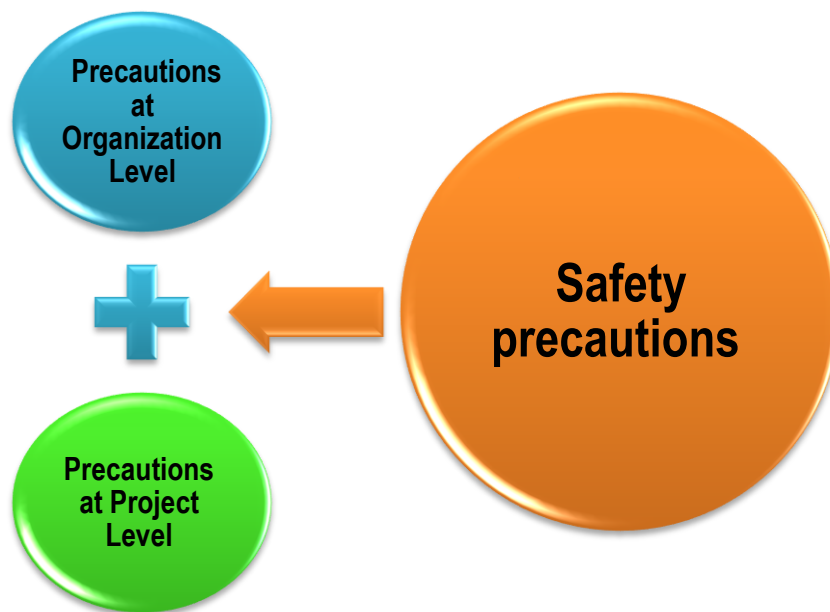 Precautions
at
Organization
Level
Safety
precautions
Precautions
at Project
Level